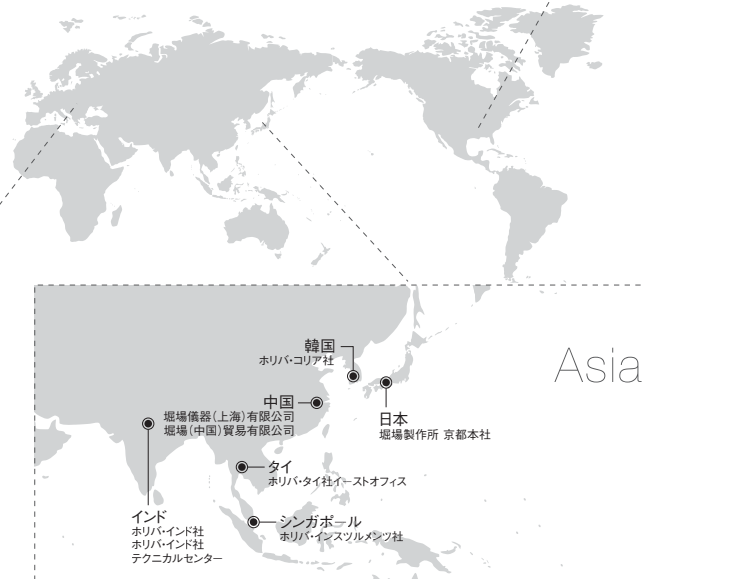 Asia
韓国
ホリバ・コリア社
中国
堀場儀器(上海)有限公司
堀場(中国)貿易有限公司
日本
堀場製作所 京都本社
タイ
ホリバ・タイ社イーストオフィス
インド
ホリバ・インド社
ホリバ・インド社
テクニカルセンター
シンガポール
ホリバ・インスツルメンツ社